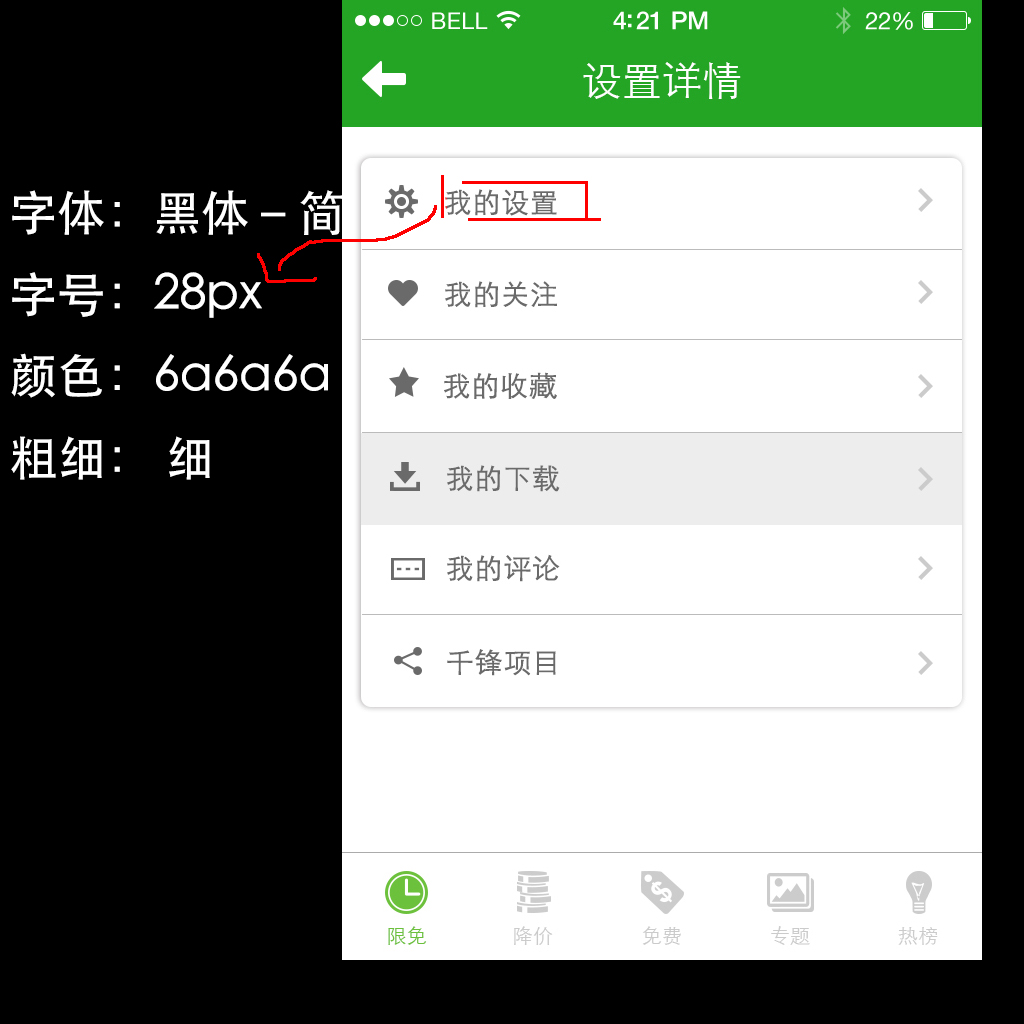 BELL 4:21 PM 22%
设置详情
字体：黑体－简
字号：28px
颜色：6a6a6a
粗细： 细
我的设置
我的关注
我的收藏
我的下载
我的评论
千锋项目
限免 降价 免费 专题 热榜